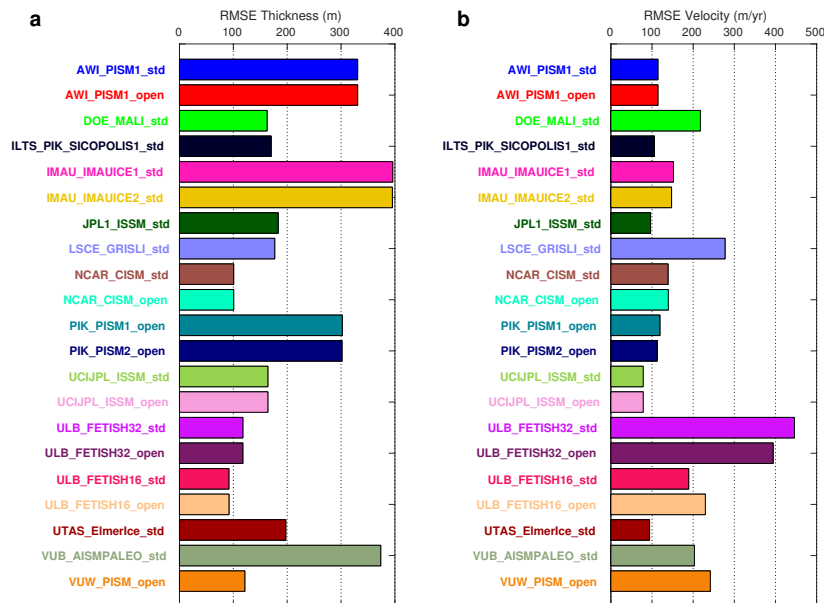 a
RMSE Thickness (m)
0 100 200 300 400
AWI_PISM1_std
AWI_PISM1_open
DOE_MALI_std
ILTS_PIK_SICOPOLIS1_std
IMAU_IMAUICE1_std
IMAU_IMAUICE2_std
JPL1_ISSM_std
LSCE_GRISLI_std
NCAR_CISM_std
NCAR_CISM_open
PIK_PISM1_open
PIK_PISM2_open
UCIJPL_ISSM_std
UCIJPL_ISSM_open
ULB_FETISH32_std
ULB_FETISH32_open
ULB_FETISH16_std
ULB_FETISH16_open
UTAS_ElmerIce_std
VUB_AISMPALEO_std
VUW_PISM_open
b
RMSE Velocity (m/yr)
0 100 200 300 400 500
AWI_PISM1_std
AWI_PISM1_open
DOE_MALI_std
ILTS_PIK_SICOPOLIS1_std
IMAU_IMAUICE1_std
IMAU_IMAUICE2_std
JPL1_ISSM_std
LSCE_GRISLI_std
NCAR_CISM_std
NCAR_CISM_open
PIK_PISM1_open
PIK_PISM2_open
UCIJPL_ISSM_std
UCIJPL_ISSM_open
ULB_FETISH32_std
ULB_FETISH32_open
ULB_FETISH16_std
ULB_FETISH16_open
UTAS_ElmerIce_std
VUB_AISMPALEO_std
VUW_PISM_open